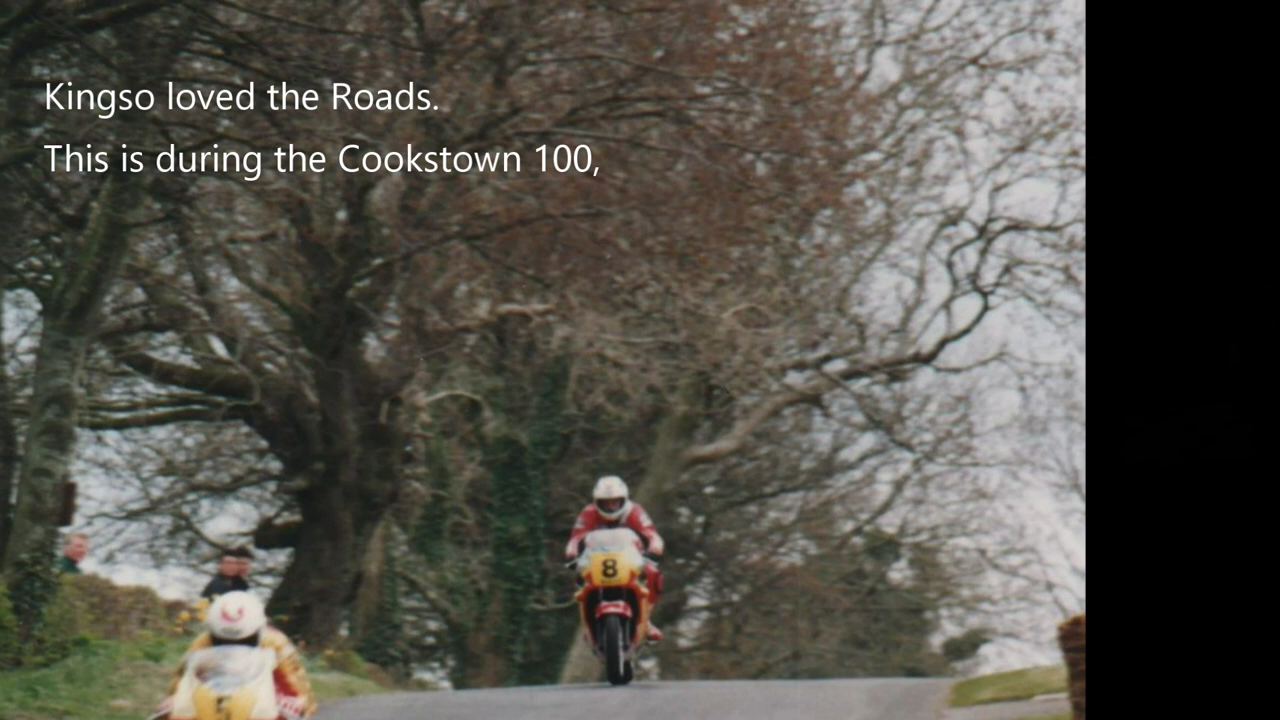 Kingso loved the Roads.
This is during the Cookstown 100,
8